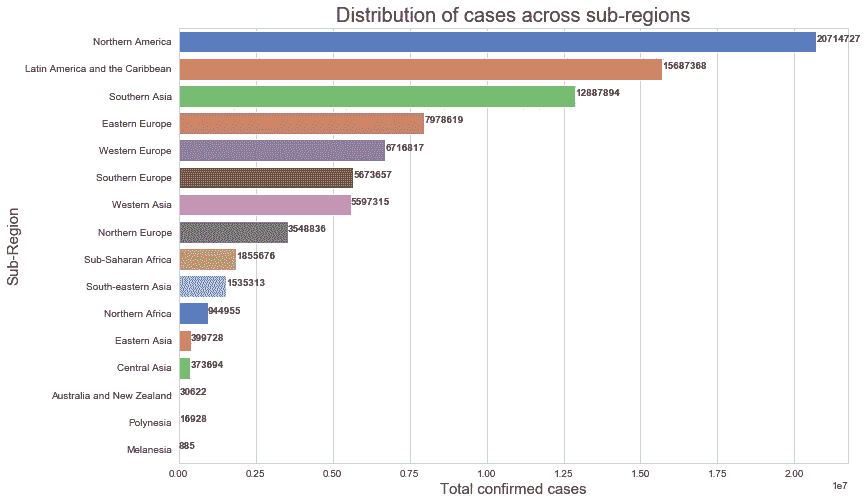 Distribution of cases across sub-regions
Northern America 20714727
Latin America and the Caribbean 15687368
Southern Asia 12887894
Eastern Europe 7978619
Western Europe 6716817
Southern Europe 5673657
Western Asia 5597315
Northern Europe 3548836
Sub-Saharan Africa 1855676
South-eastern Asia 1535313
Northern Africa 944955
Eastern Asia 399728
Central Asia 373694
Australia and New Zealand 30622
Polynesia 16928
Melanesia 885
Sub-Region
0.00 0.25 0.50 0.75 1.00 1.25 1.50 1.75 2.00
1e7
Total confirmed cases